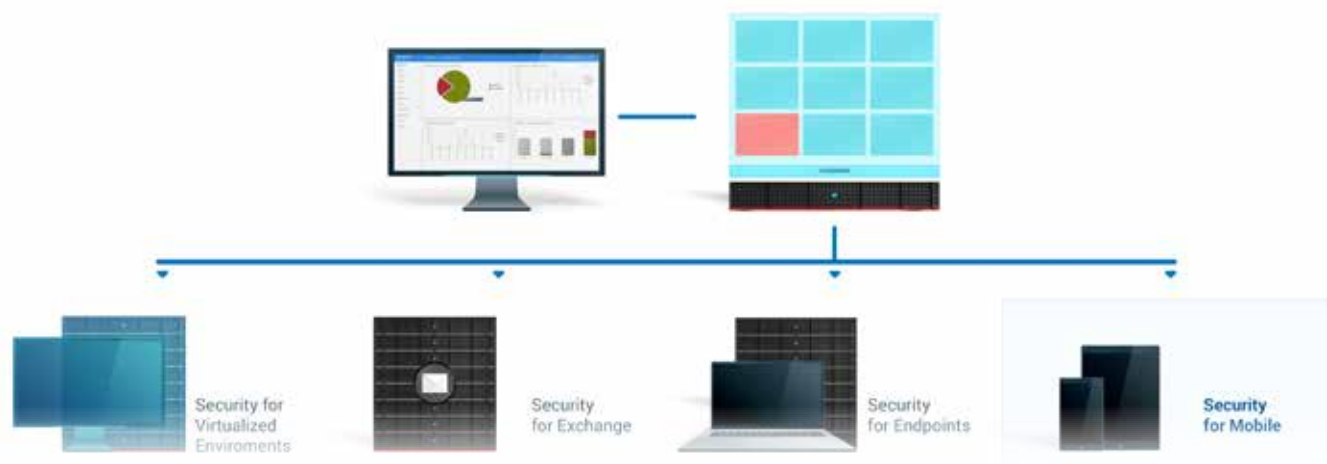 Security for
Virtualized
Enviroments
Security
for Exchange
Security
for Endpoints
Security
for Mobile